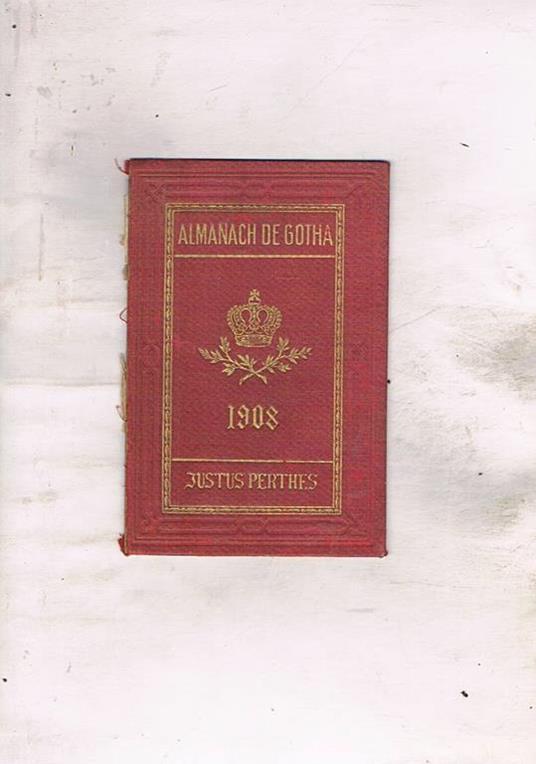 ALMANACH DE GOTHA
1908
JUSTUS PERTHES